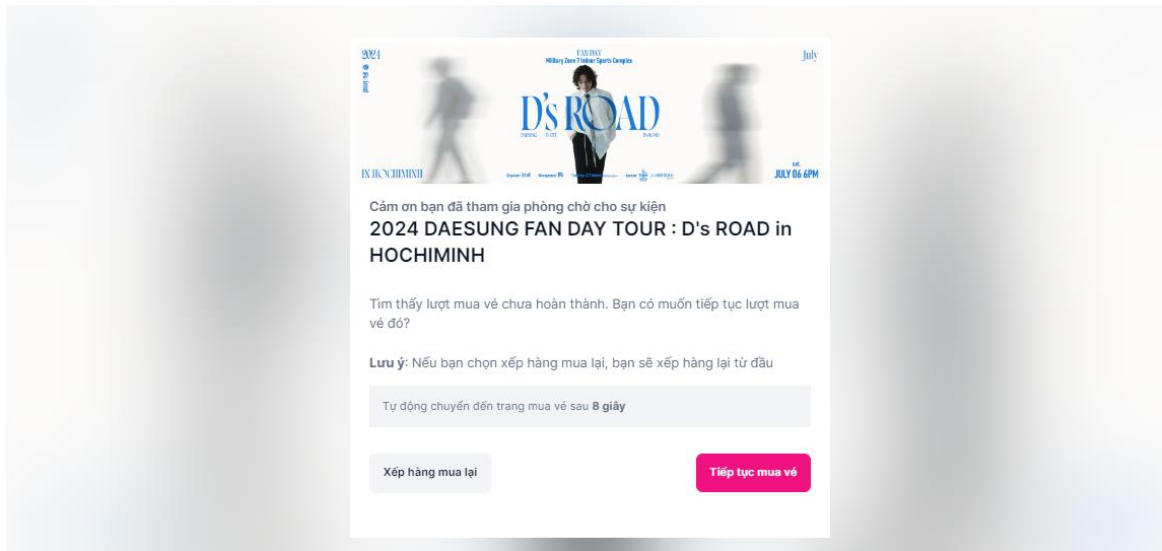 2024
July
FAN DAY
Military Zone 7 Indoor Sports Complex
D's ROAD
IN HOCHIMINH
sat.
JULY 06 6PM
Cảm ơn bạn đã tham gia phòng chờ cho sự kiện
2024 DAESUNG FAN DAY TOUR : D's ROAD in
HOCHIMINH
Tìm thấy lượt mua vé chưa hoàn thành. Bạn có muốn tiếp tục lượt mua
vé đó?
Lưu ý: Nếu bạn chọn xếp hàng mua lại, bạn sẽ xếp hàng lại từ đầu
Tự động chuyển đến trang mua vé sau 8 giây
Xếp hàng mua lại
Tiếp tục mua vé